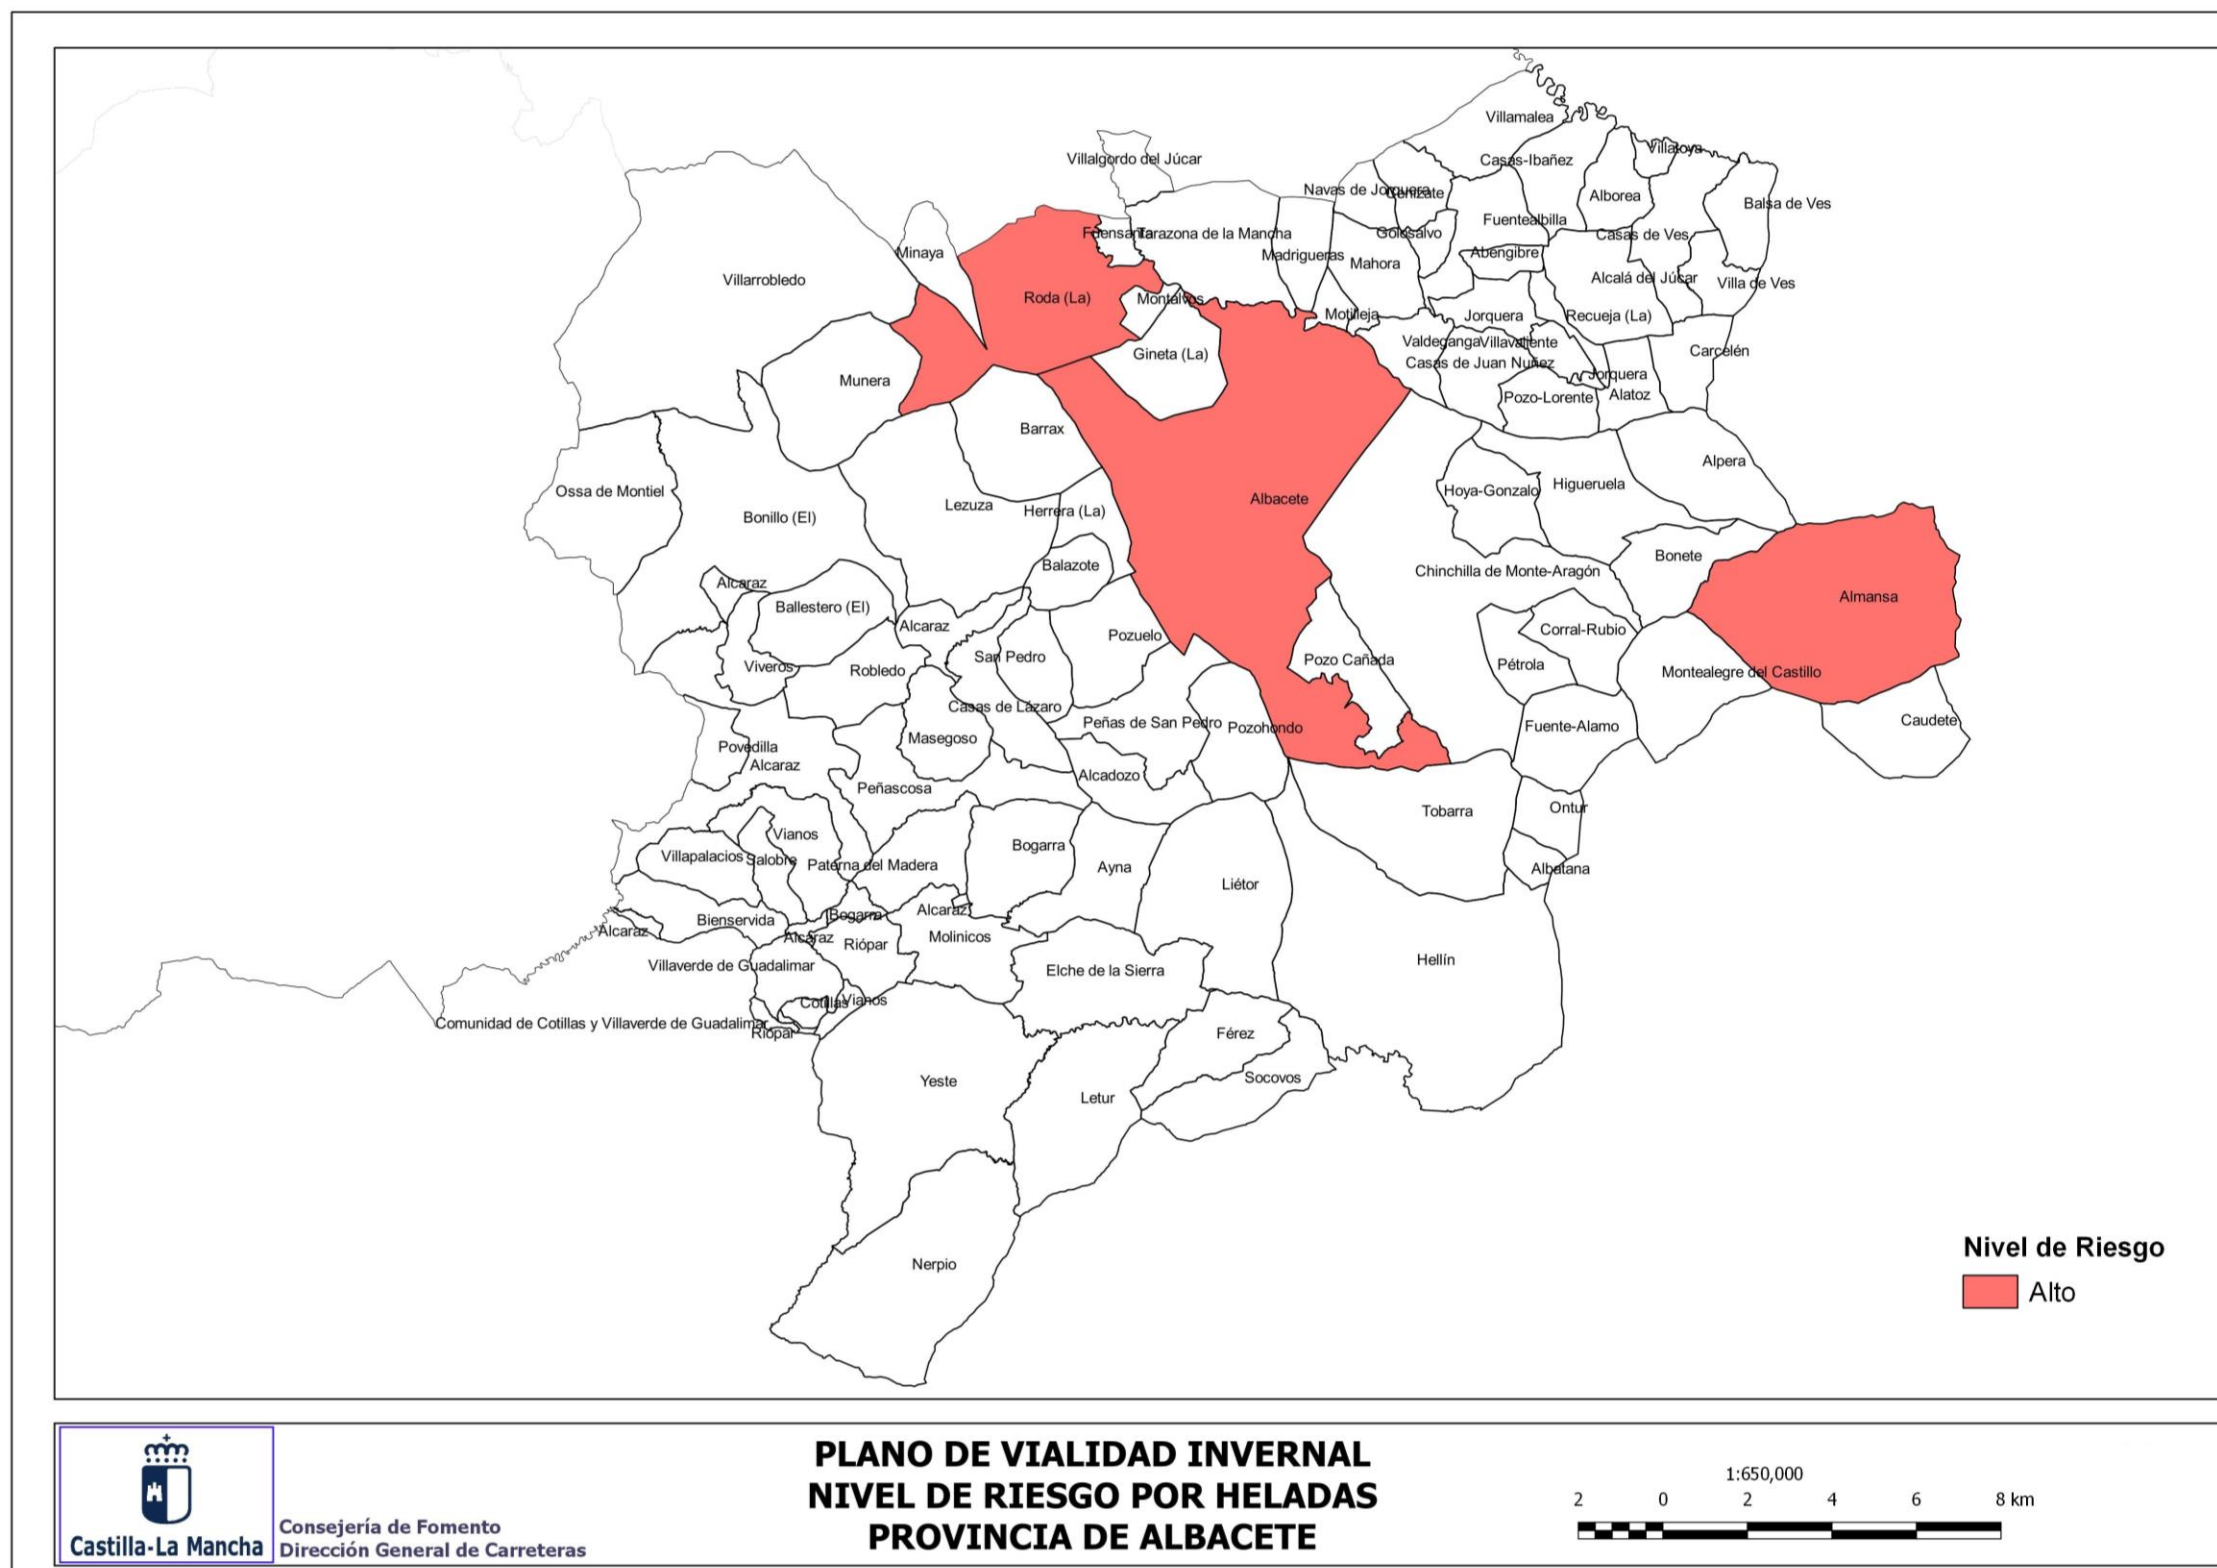 Villamalea
Villalgordo del Júcar
Casas-Ibañez
Villatoya
Navas de Jorquera
Cenizate
Alborea
Balsa de Ves
Fuentealbilla
Fuensanta
Tarazona de la Mancha
Golosalvo
Casas de Ves
Minaya
Madrigueras
Mahora
Abengibre
Villarrobledo
Alcalá del Júcar
Villa de Ves
Roda (La)
Montalvos
Motilleja
Jorquera
Recueja (La)
Valdeganga
Villavaliente
Gineta (La)
Casas de Juan Nuñez
Carcelén
Munera
Jorquera
Pozo-Lorente
Alatoz
Barrax
Alpera
Ossa de Montiel
Hoya-Gonzalo
Higueruela
Albacete
Lezuza
Herrera (La)
Bonillo (El)
Bonete
Balazote
Chinchilla de Monte-Aragón
Alcaraz
Almansa
Ballestero (El)
Alcaraz
Corral-Rubio
Pozuelo
San Pedro
Pozo Cañada
Pétrola
Viveros
Robledo
Montealegre del Castillo
Casas de Lázaro
Peñas de San Pedro
Pozohondo
Fuente-Alamo
Caudete
Masegoso
Povedilla
Alcaraz
Alcadozo
Peñascosa
Tobarra
Ontur
Vianos
Bogarra
Villapalacios
Salobre
Paterna del Madera
Ayna
Albatana
Liétor
Alcaraz
Bogarra
Bienservida
Alcaraz
Alcaraz
Riópar
Molinicos
Villaverde de Guadalimar
Elche de la Sierra
Hellín
Cotillas
Vianos
Comunidad de Cotillas y Villaverde de Guadalimar
Riópar
Férez
Yeste
Socovos
Letur
Nerpio
Nivel de Riesgo
Alto
PLANO DE VIALIDAD INVERNAL
NIVEL DE RIESGO POR HELADAS
PROVINCIA DE ALBACETE
Castilla-La Mancha
Consejería de Fomento
Dirección General de Carreteras
1:650,000
2 0 2 4 6 8 km